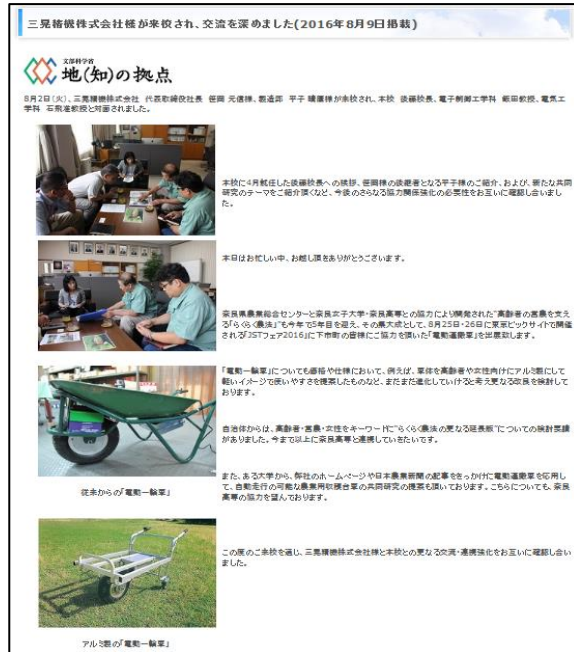 三晃精機株式会社様が来校され、交流を深めました(2016年8月9日掲載)
文部科学省
地(知)の拠点
8月2日(火)、三晃精機株式会社 代表取締役社長 笹岡 元信様、製造部 平子 晴庸様が来校され、本校 後藤校長、電子制御工学科 飯田教授、電気工
学科 石飛准教授と対面されました。
本校に4月就任した後藤校長への挨拶、笹岡様の後継者となる平子様のご紹介、および、新たな共同
研究のテーマをご紹介頂くなど、今後のさらなる協力関係強化の必要性をお互いに確認し合いまし
た。
本日はお忙しい中、お越し頂きありがとうございます。
奈良県農業総合センターと奈良女子大学・奈良高専との協力により開発された"高齢者の営農を支え
る「らくらく農法」"も今年で5年目を迎え、その集大成として、8月25日・26日に東京ビックサイトで開催
される「JSTフェア2016」に下市町の皆様にご協力を頂いた「電動運搬車」を出展致します。
「電動一輪車」についても価格や仕様において、例えば、車体を高齢者や女性向けにアルミ製にして
軽いイメージで使いやすさを提案したものなど、まだまだ進化していけると考え更なる改良を検討して
おります。
自治体からは、高齢者・営農・女性をキーワードに"らくらく農法の更なる延長版"についての検討要請
がありました。今まで以上に奈良高専と連携していきたいです。
また、ある大学から、弊社のホームページや日本農業新聞の記事をきっかけに電動運搬車を応用し
て、自動走行の可能な農業用収穫台車の共同研究の提案も頂いております。こちらについても、奈良
高専の協力を望んでおります。
従来からの「電動一輪車」
この度のご来校を通じ、三晃精機株式会社様と本校との更なる交流・連携強化をお互いに確認し合い
ました。
アルミ製の「電動一輪車」